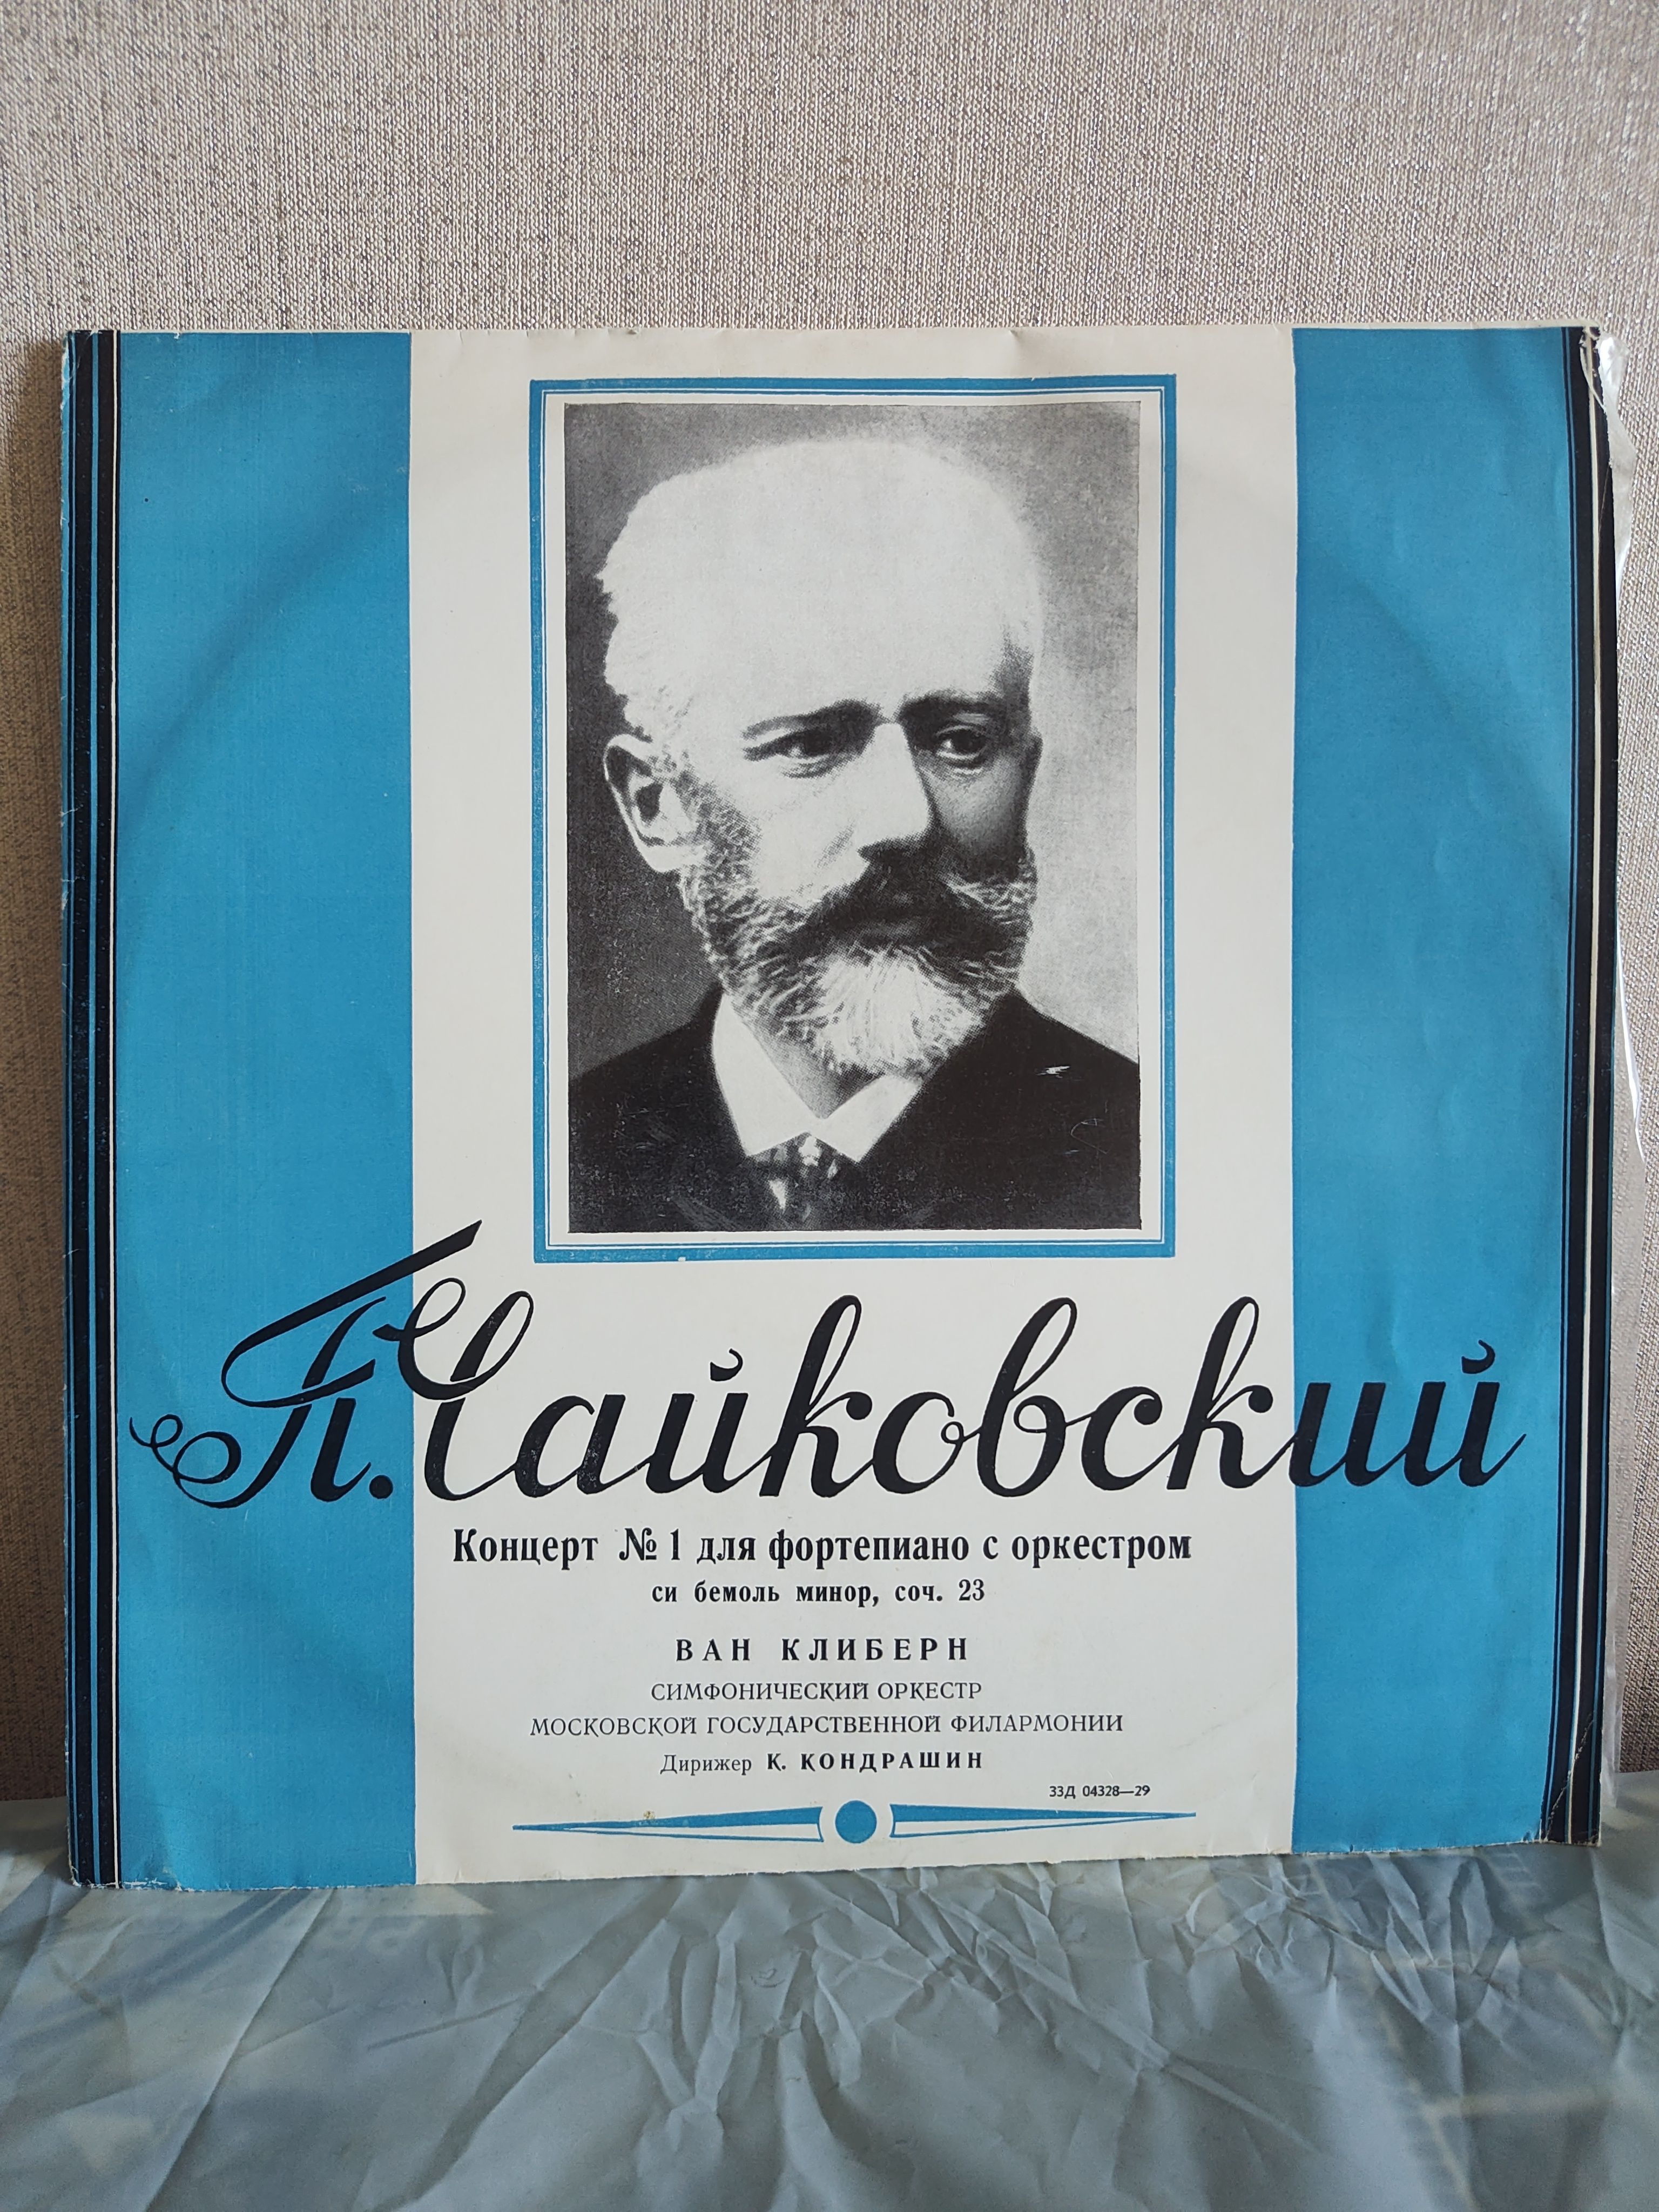 П. Чайковский
Концерт № 1 для фортепиано с оркестром
си бемоль минор, соч. 23
ВАН КЛИБЕРН
СИМФОНИЧЕСКИЙ ОРКЕСТР
МОСКОВСКОЙ ГОСУДАРСТВЕННОЙ ФИЛАРМОНИИ
Дирижер К. КОНДРАШИН
33Д 04328—29